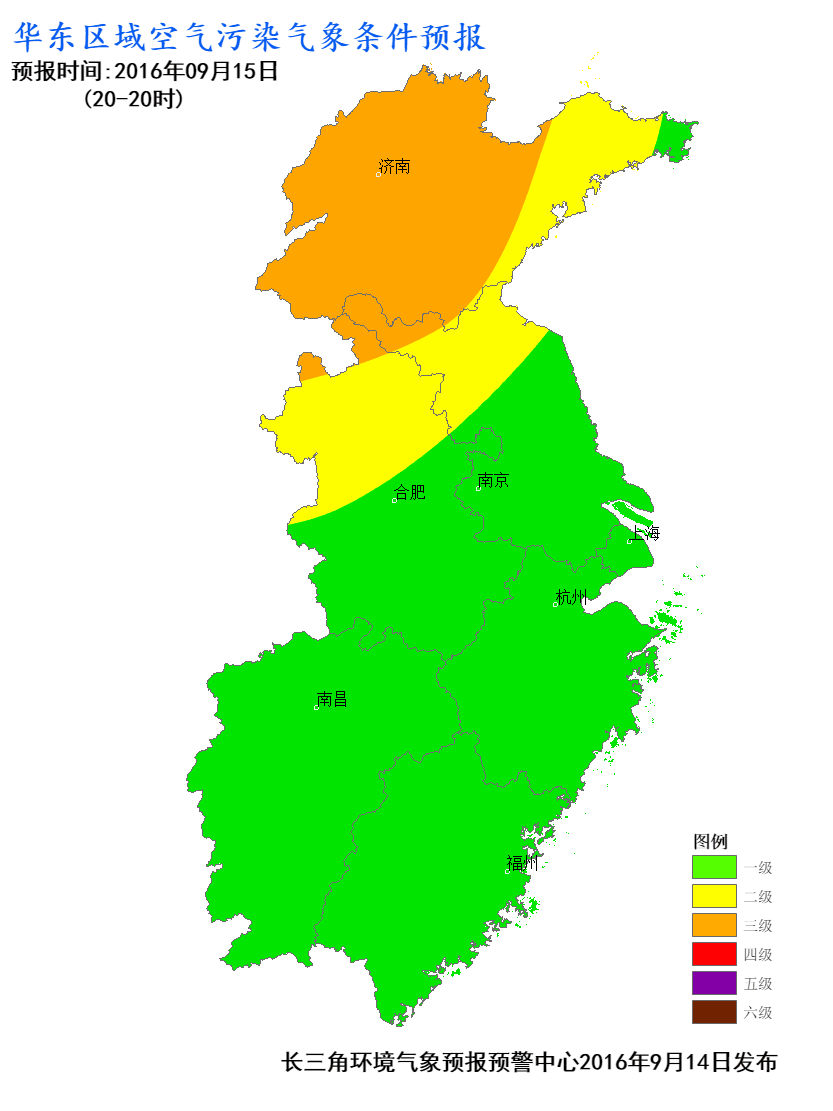 华东区域空气污染气象条件预报
预报时间:2016年09月15日
(20-20时)
济南
合肥
南京
上海
杭州
南昌
福州
图例
一级
二级
三级
四级
五级
六级
长三角环境气象预报预警中心2016年9月14日发布